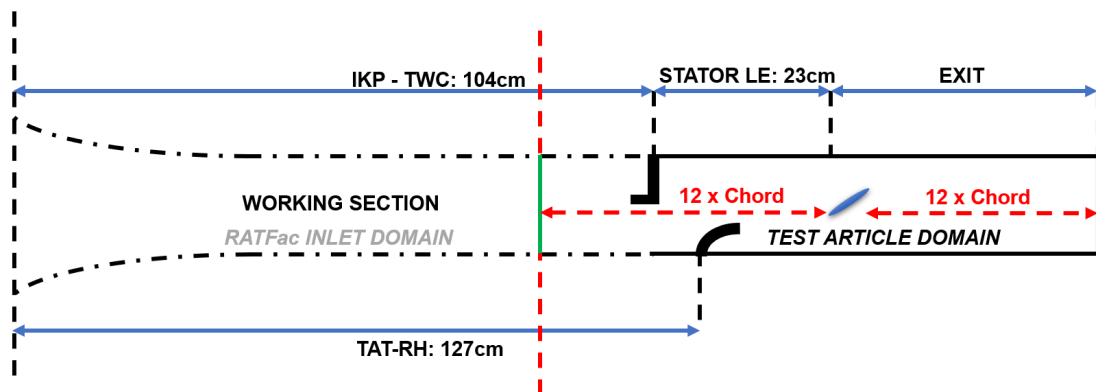 IKP - TWC: 104cm
STATOR LE: 23cm
EXIT
WORKING SECTION
12 x Chord
12 x Chord
RATFac INLET DOMAIN
TEST ARTICLE DOMAIN
TAT-RH: 127cm